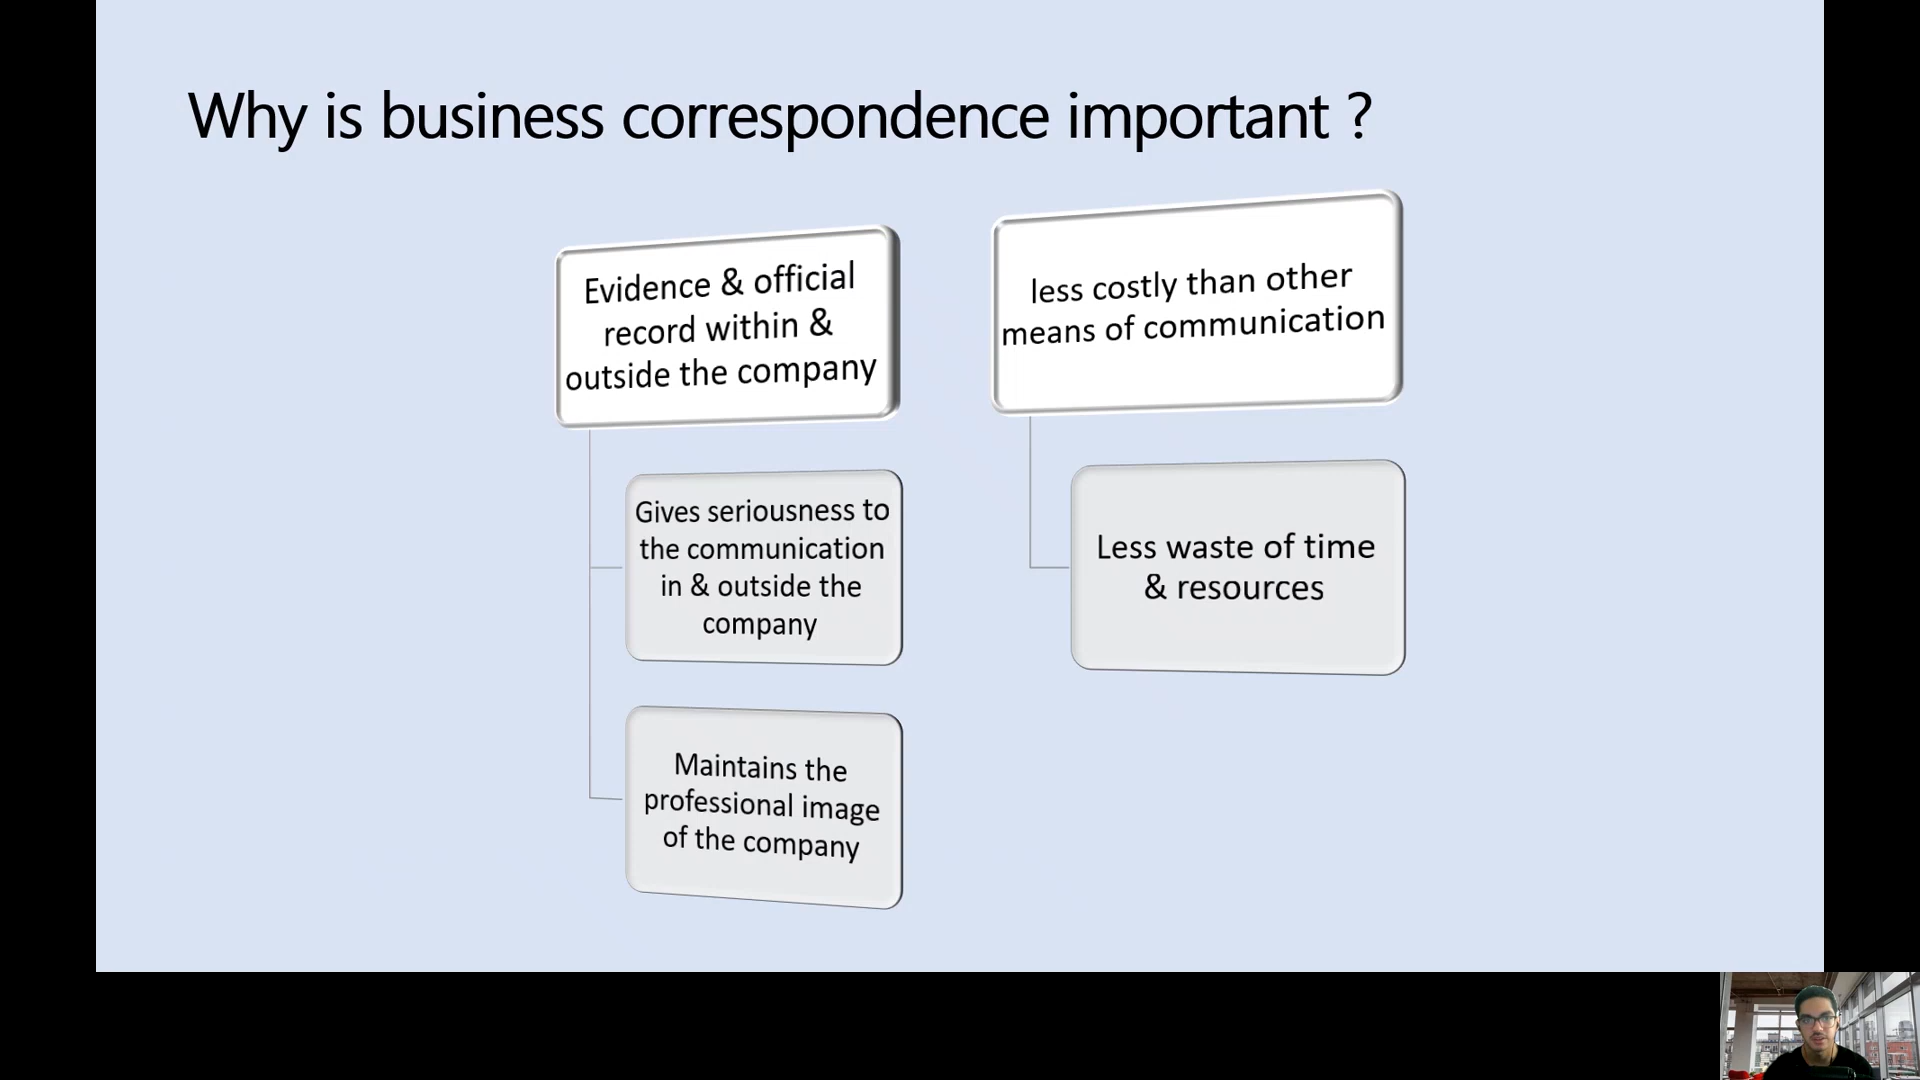 Why is business correspondence important ?
Evidence & official
record within &
outside the company
Gives seriousness to
the communication
in & outside the
company
Maintains the
professional image
of the company
less costly than other
means of communication
Less waste of time
& resources